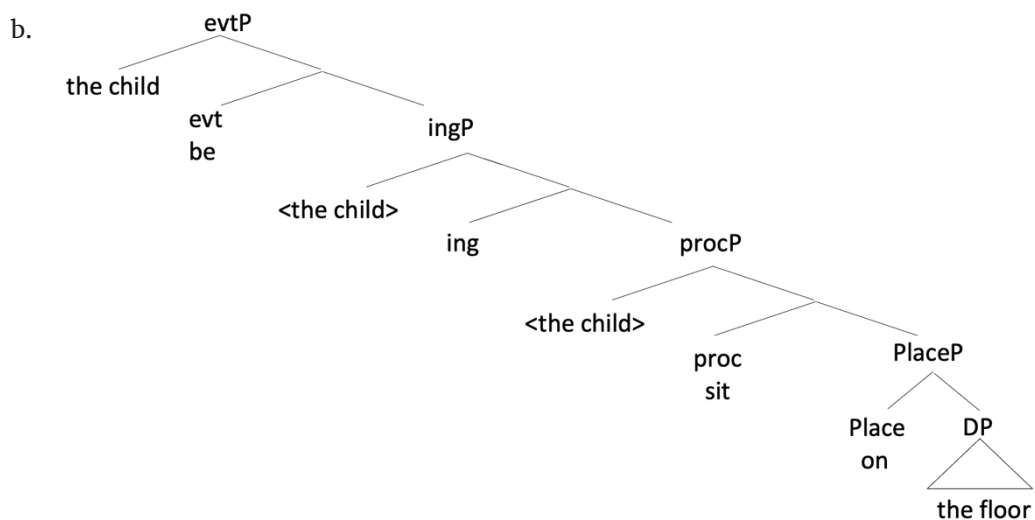 b.
evtP
the child
evt
be
ingP
<the child>
ing
procP
<the child>
proc
sit
PlaceP
Place
on
DP
the floor